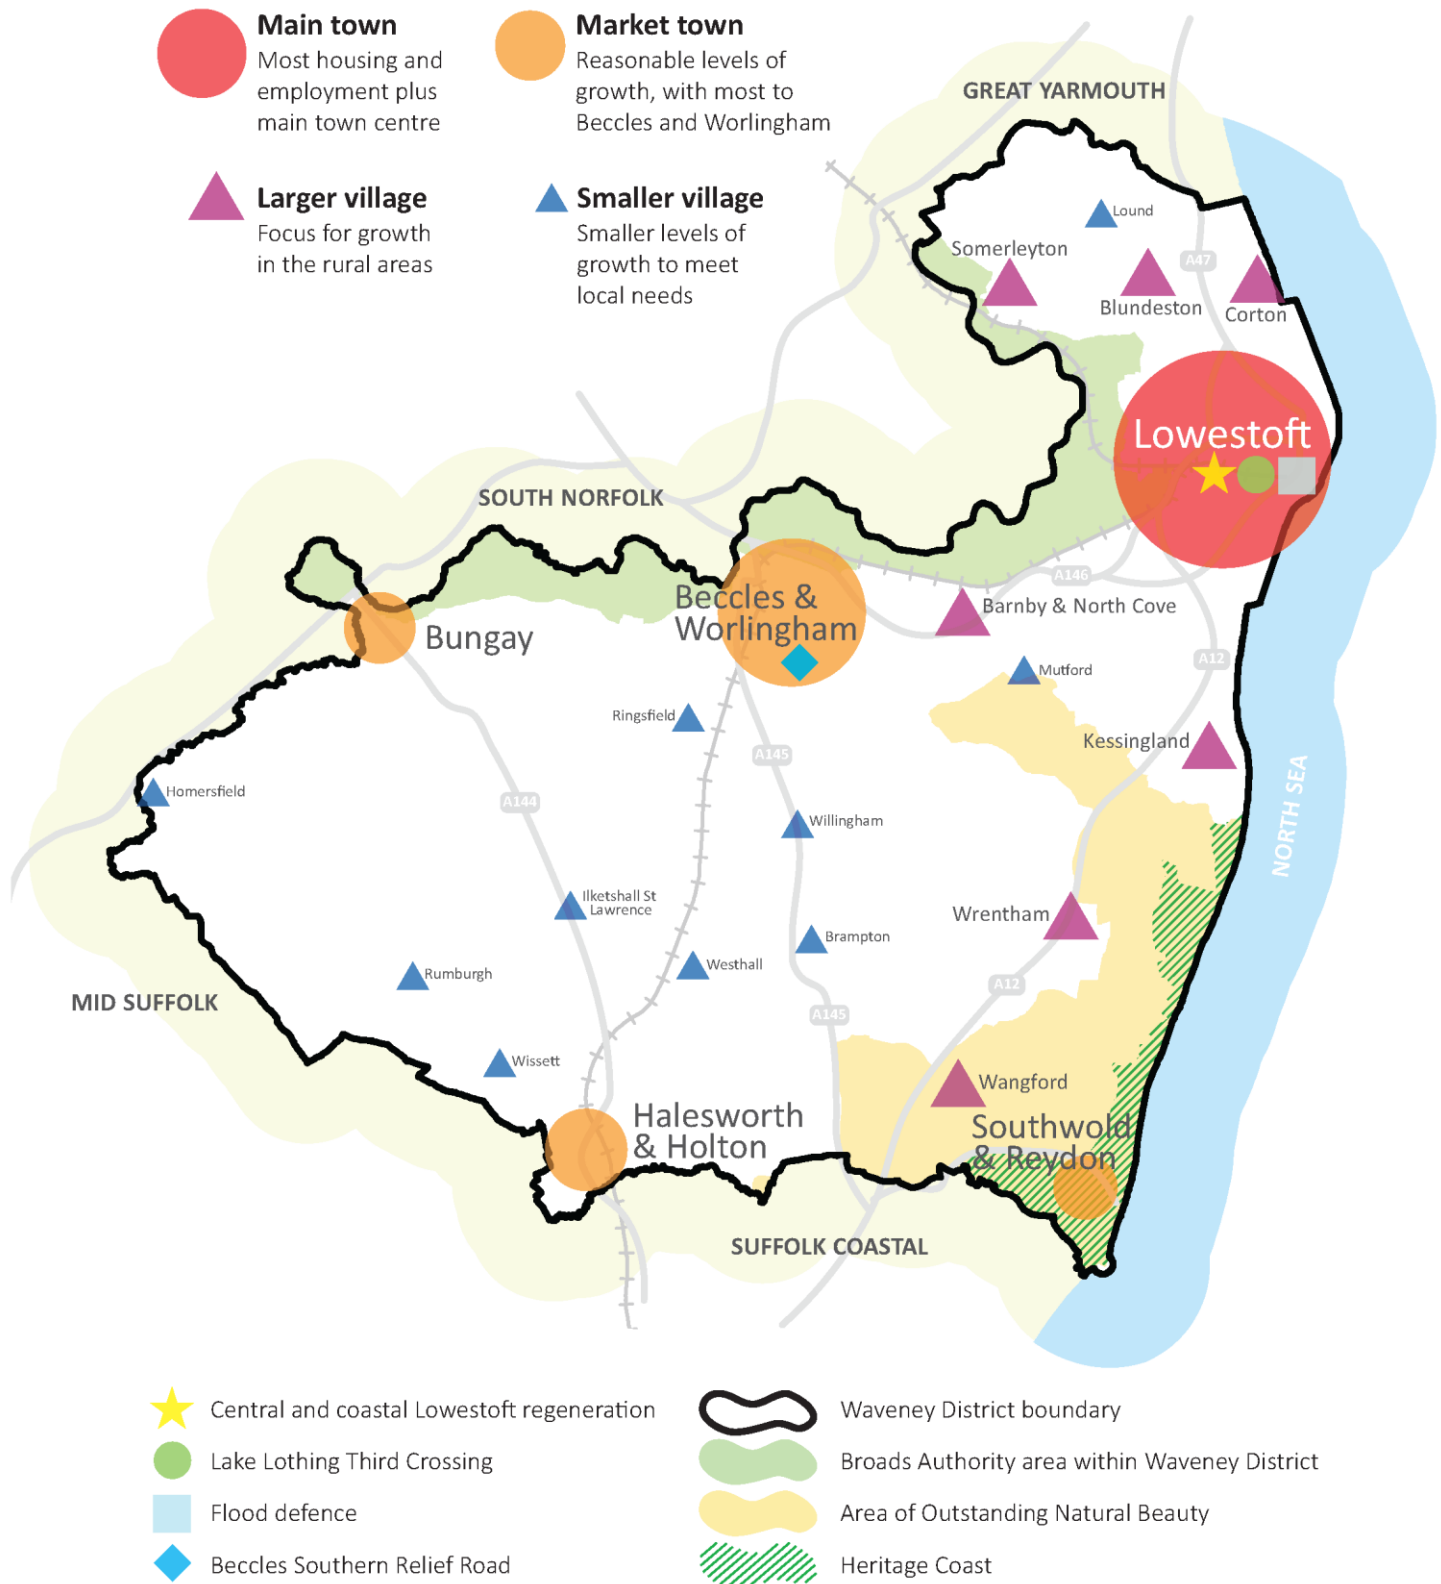 Main town
Most housing and
employment plus
main town centre
Market town
Reasonable levels of
growth, with most to
Beccles and Worlingham
Larger village
Focus for growth
in the rural areas
Smaller village
Smaller levels of
growth to meet
local needs
GREAT YARMOUTH
Lound
Somerleyton
A47
Blundeston
Corton
Lowestoft
SOUTH NORFOLK
A146
Beccles &
Worlingham
Barnby & North Cove
Bungay
A12
Mutford
Ringsfield
Kessingland
A145
Homersfield
A144
Willingham
NORTH SEA
Ilketshall St
Lawrence
Wrentham
Brampton
Westhall
Rumburgh
A12
MID SUFFOLK
A145
Wissett
Wangford
Halesworth
& Holton
Southwold
& Reydon
SUFFOLK COASTAL
Central and coastal Lowestoft regeneration
Lake Lothing Third Crossing
Flood defence
Beccles Southern Relief Road
Waveney District boundary
Broads Authority area within Waveney District
Area of Outstanding Natural Beauty
Heritage Coast